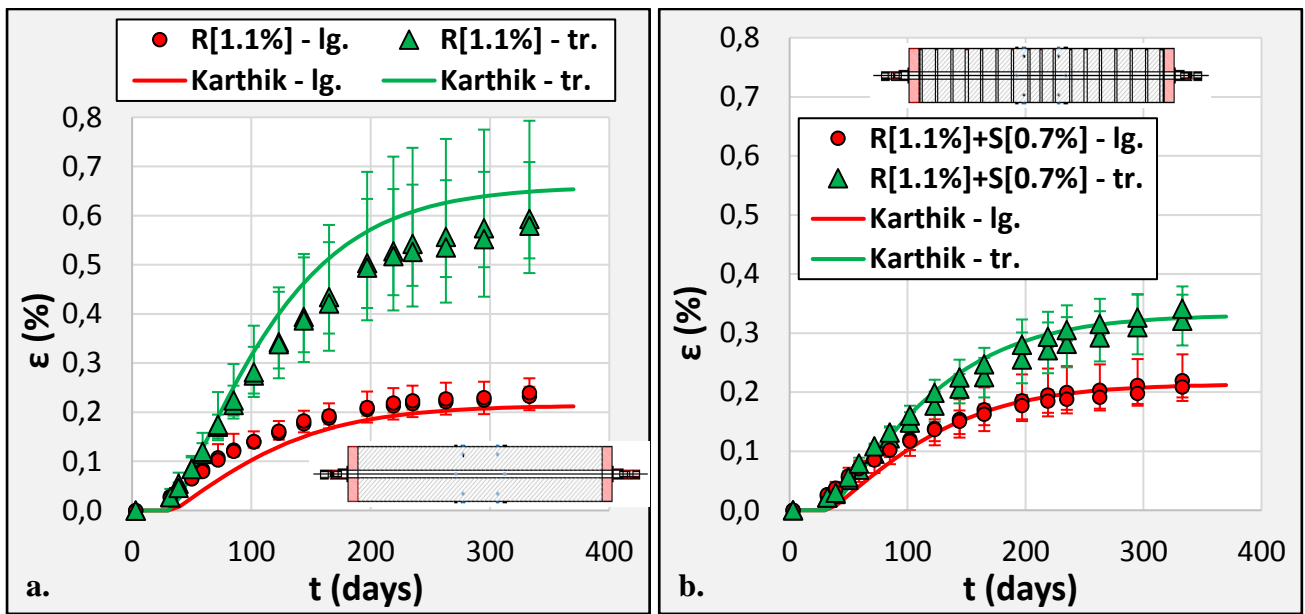 R[1.1%] - lg. R[1.1%] - tr.
Karthik - lg. Karthik - tr.
0,8
0,7
0,6
0,5
0,4
0,3
0,2
0,1
0,0
ε (%)
0 100 200 300 400
t (days)
a.
R[1.1%]+S[0.7%] - lg.
R[1.1%]+S[0.7%] - tr.
Karthik - lg.
Karthik - tr.
0,8
0,7
0,6
0,5
0,4
0,3
0,2
0,1
0,0
ε (%)
0 100 200 300 400
t (days)
b.